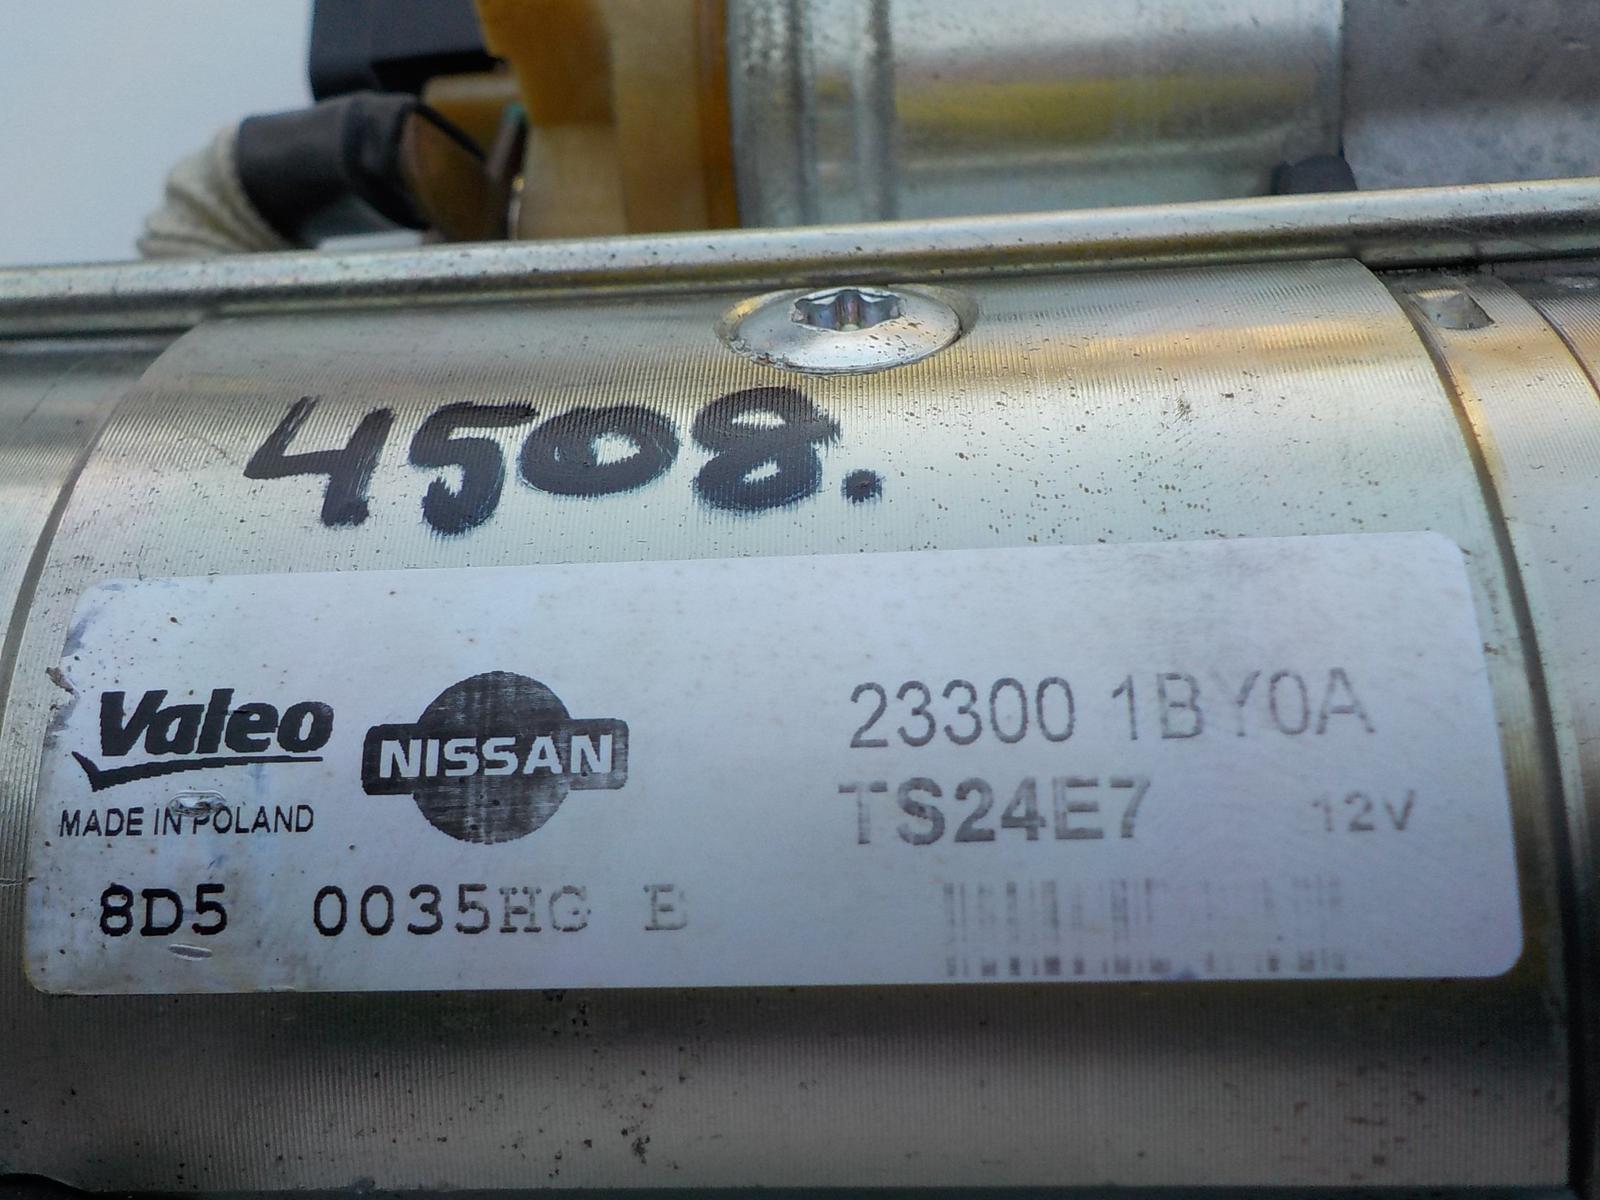 4508.
Valeo
NISSAN
MADE IN POLAND
23300 1BY0A
TS24E7 12V
8D5 0035HG E